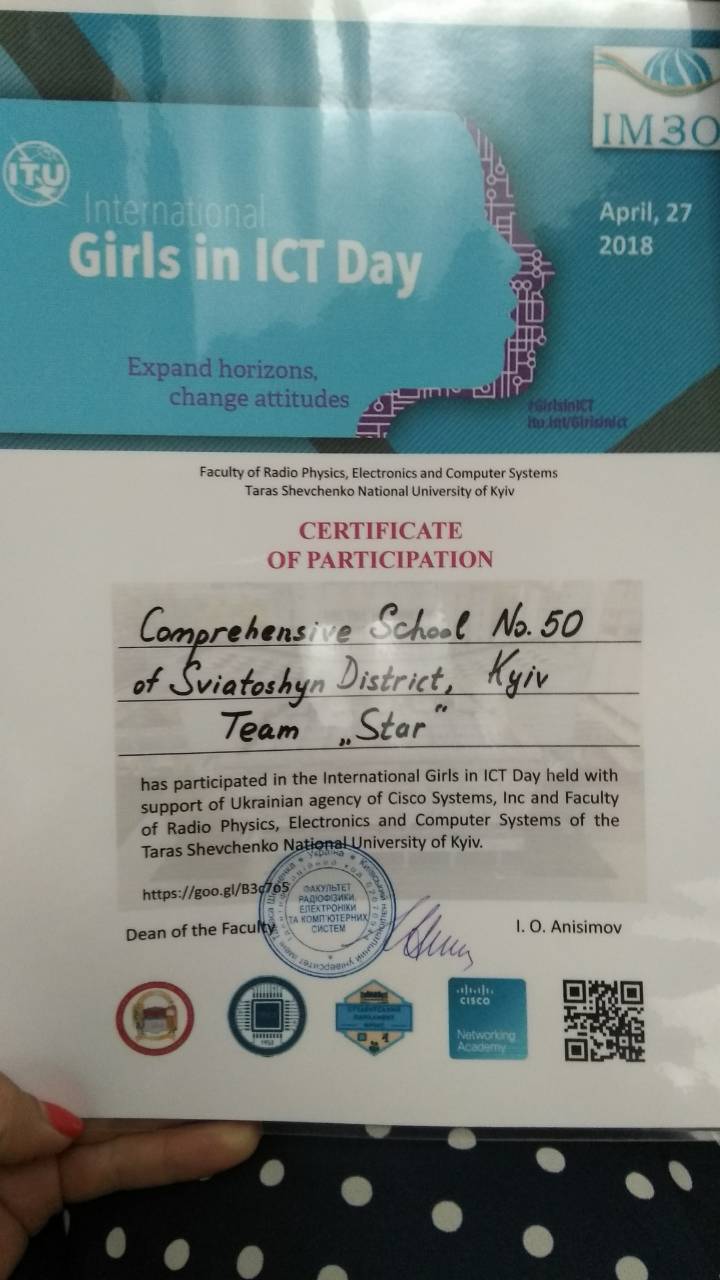 ІМЗО
ITU
International
Girls in ICT Day
April, 27
2018
Expand horizons,
change attitudes
#GirlsinICT
itu.int/GirlsinIct
Faculty of Radio Physics, Electronics and Computer Systems
Taras Shevchenko National University of Kyiv
CERTIFICATE
OF PARTICIPATION
Comprehensive School No. 50
of Sviatoshyn District, Kyiv
Team „Star"
has participated in the International Girls in ICT Day held with
support of Ukrainian agency of Cisco Systems, Inc and Faculty
of Radio Physics, Electronics and Computer Systems of the
Taras Shevchenko National University of Kyiv.
https://goo.gl/B3c7o5
Україна
ФАКУЛЬТЕТ
РАДІОФІЗИКИ,
ЕЛЕКТРОНІКИ
ТА КОМП'ЮТЕРНИХ
СИСТЕМ
Dean of the Faculty
I. O. Anisimov
1952
CISCO
Networking
Academy